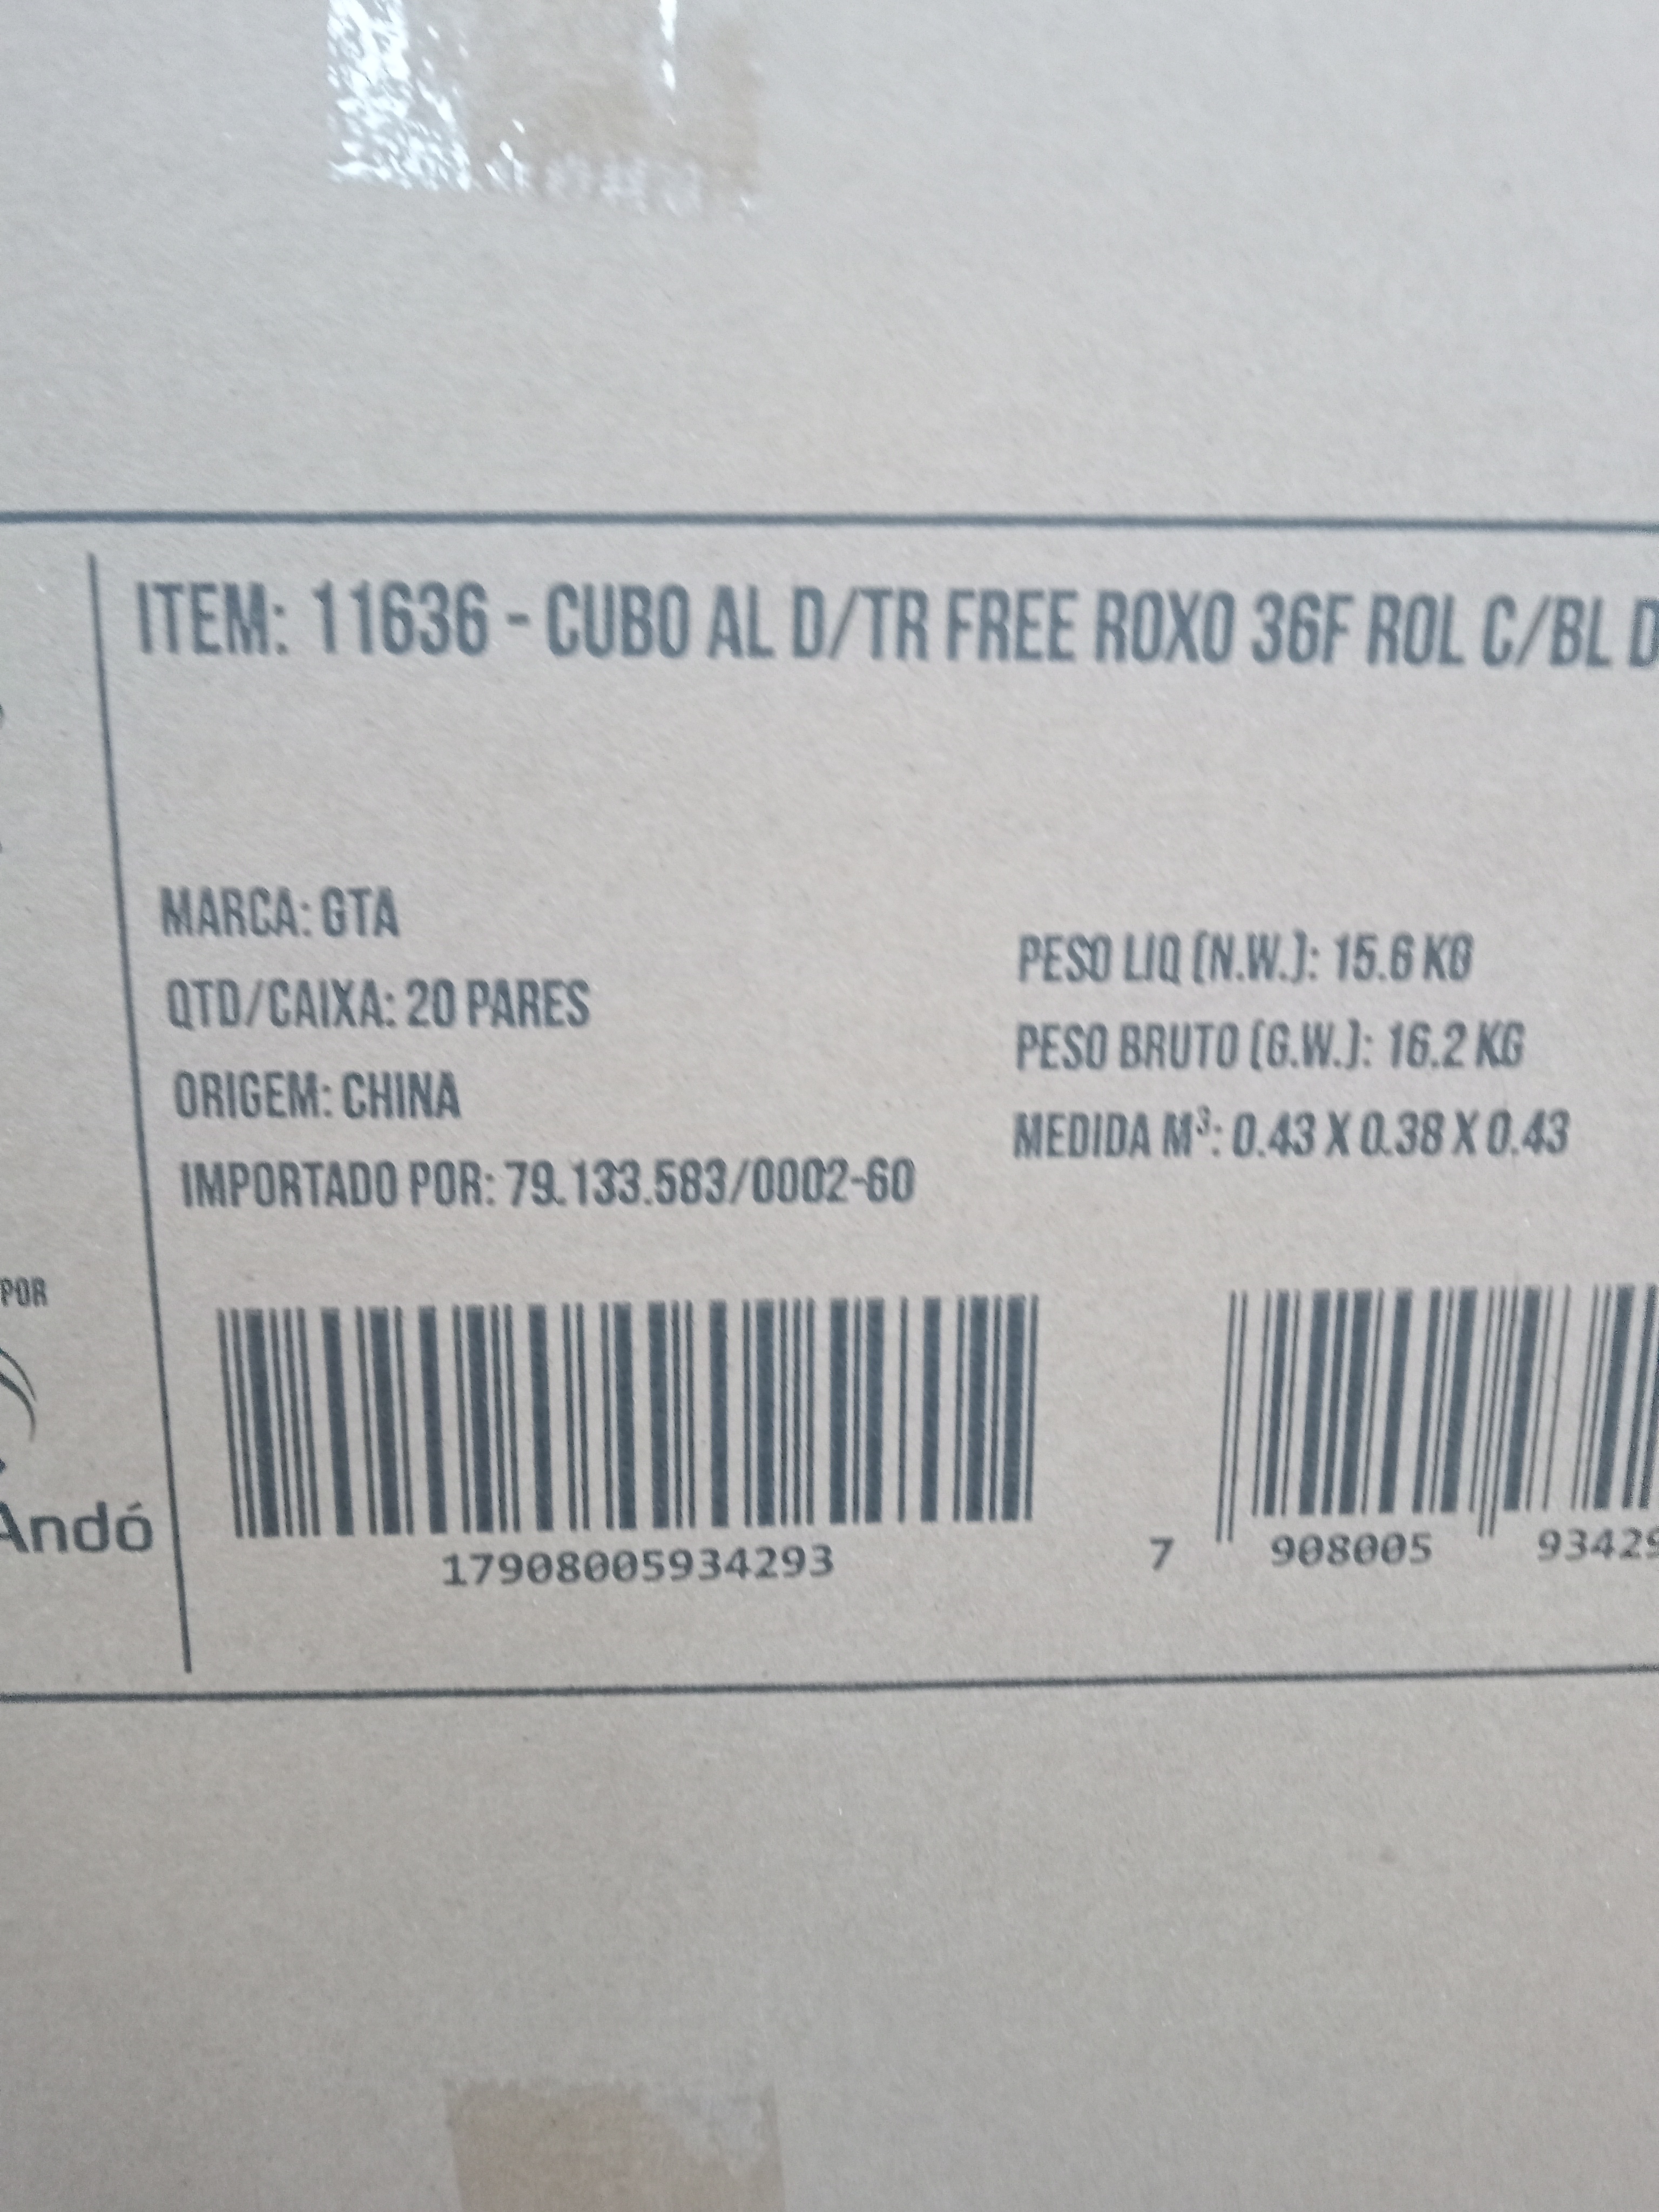 ITEM: 11636 - CUBO AL D/TR FREE ROXO 36F ROL C/BL D
MARCA: GTA
QTD/CAIXA: 20 PARES
ORIGEM: CHINA
IMPORTADO POR: 79.133.583/0002-60
PESO LIQ (N.W.): 15.6 KG
PESO BRUTO (G.W.): 16.2 KG
MEDIDA M³: 0.43 X 0.38 X 0.43
POR
Andó
17908005934293
7 908005 93429